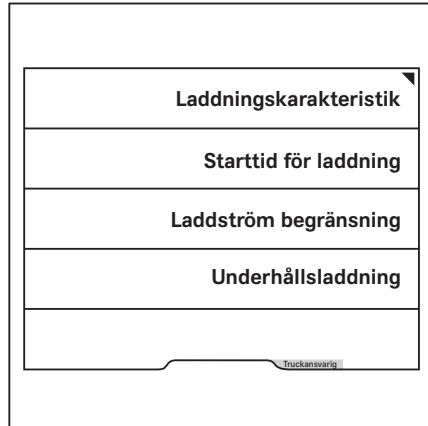 Laddningskarakteristik
Starttid för laddning
Laddström begränsning
Underhållsladdning
Truckansvarig